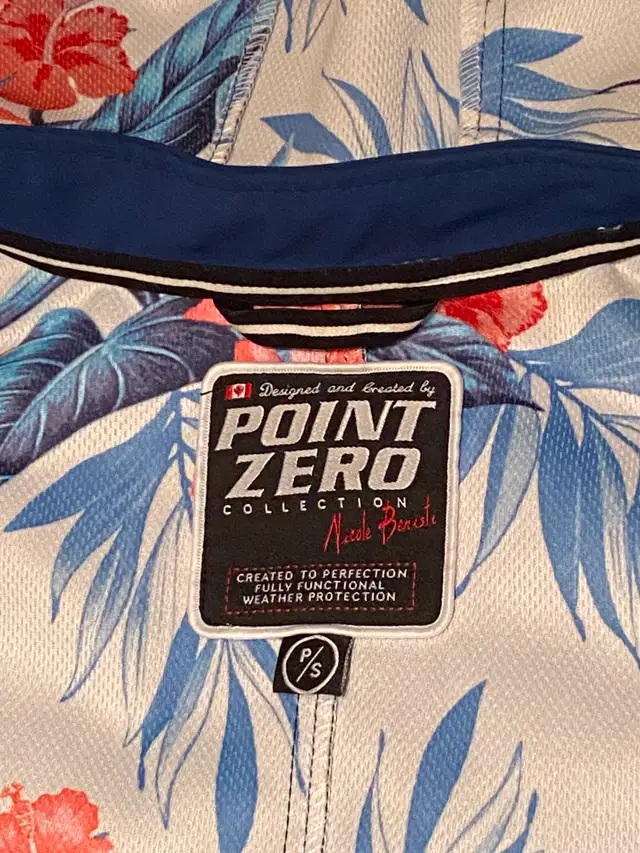 Designed and Created by
POINT
ZERO
COLLECTION
Nicole Benisti
CREATED TO PERFECTION
FULLY FUNCTIONAL
WEATHER PROTECTION
P/S